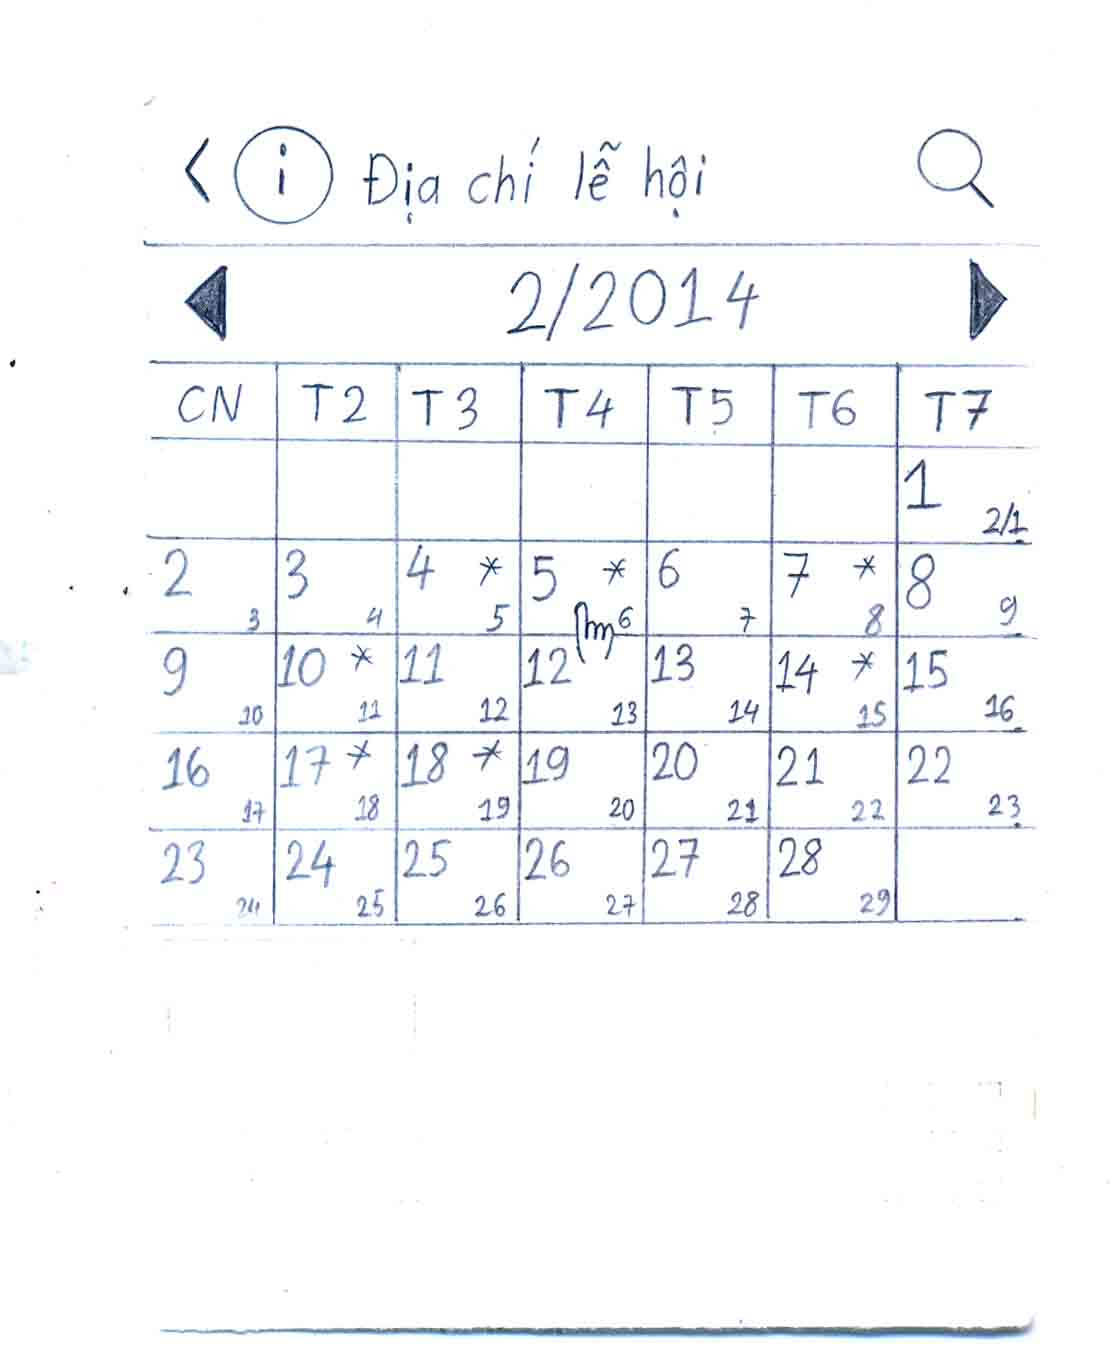 < i Địa chí lễ hội
2/2014
CN T2 T3 T4 T5 T6 T7
1
2/1
2 3 4 * 5 * 6 7 * 8
3 4 5 6 7 8 9
9 10 * 11 12 13 14 * 15
10 11 12 13 14 15 16
16 17 * 18 * 19 20 21 22
17 18 19 20 21 22 23
23 24 25 26 27 28
24 25 26 27 28 29